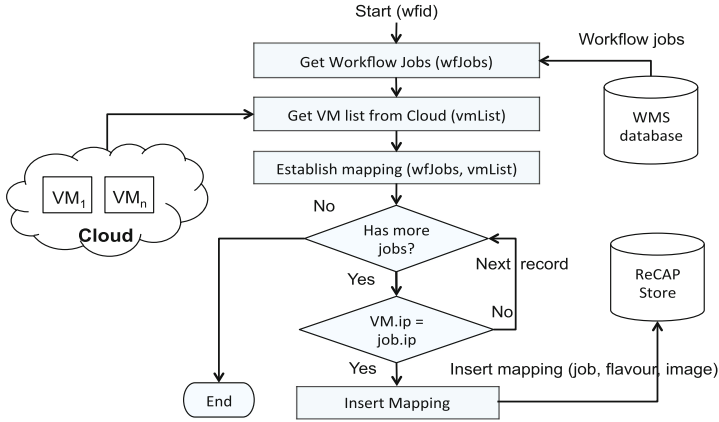 Start (wfid)
Workflow jobs
Get Workflow Jobs (wfJobs)
WMS
database
Get VM list from Cloud (vmList)
Establish mapping (wfJobs, vmList)
VM1
VMn
Cloud
No
Has more
jobs?
Next record
ReCAP
Store
Yes
No
VM.ip =
job.ip
Yes
Insert mapping (job, flavour, image)
End
Insert Mapping